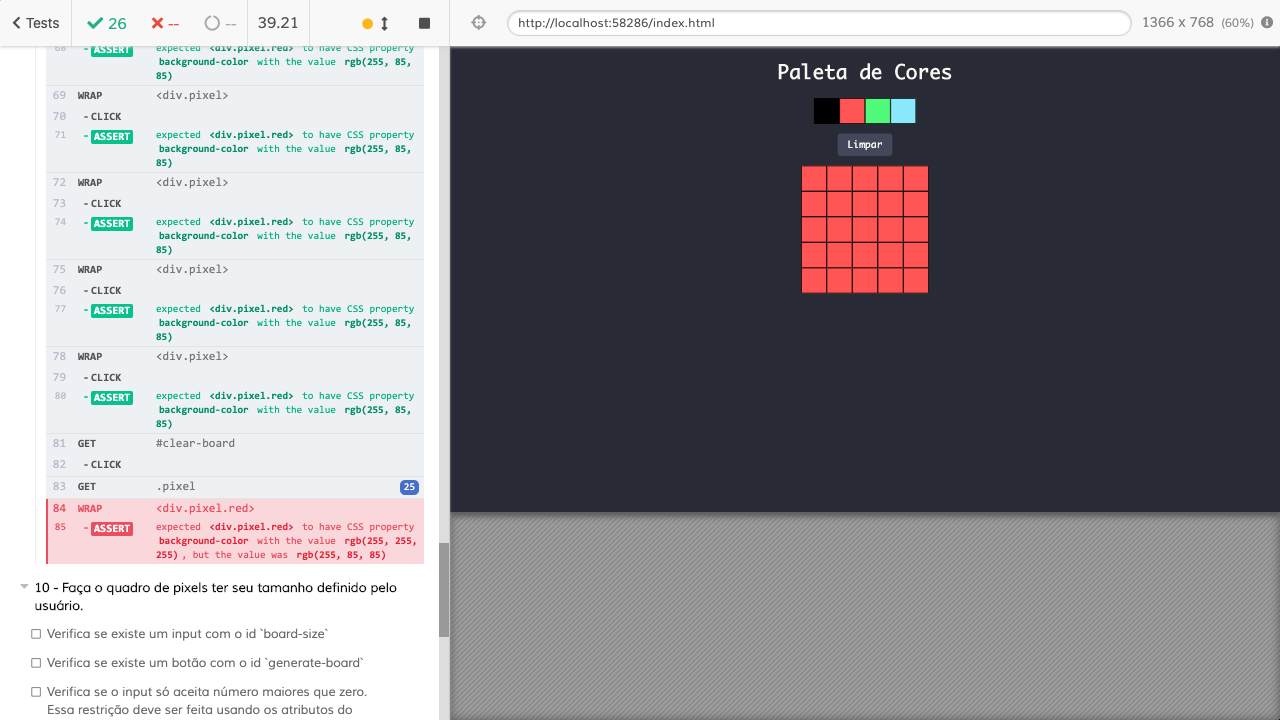 Tests
26
--
--
39.21
http://localhost:58286/index.html
1366 x 768 (60%)
68 - ASSERT expected <div.pixel.red> to have CSS property
background-color with the value rgb(255, 85,
85)
69 WRAP <div.pixel>
70 - CLICK
71 - ASSERT expected <div.pixel.red> to have CSS property
background-color with the value rgb(255, 85,
85)
72 WRAP <div.pixel>
73 - CLICK
74 - ASSERT expected <div.pixel.red> to have CSS property
background-color with the value rgb(255, 85,
85)
75 WRAP <div.pixel>
76 - CLICK
77 - ASSERT expected <div.pixel.red> to have CSS property
background-color with the value rgb(255, 85,
85)
78 WRAP <div.pixel>
79 - CLICK
80 - ASSERT expected <div.pixel.red> to have CSS property
background-color with the value rgb(255, 85,
85)
81 GET #clear-board
82 - CLICK
83 GET .pixel 25
84 WRAP <div.pixel.red>
85 - ASSERT expected <div.pixel.red> to have CSS property
background-color with the value rgb(255, 255,
255) , but the value was rgb(255, 85, 85)
10 - Faça o quadro de pixels ter seu tamanho definido pelo
usuário.
Verifica se existe um input com o id `board-size`
Verifica se existe um botão com o id `generate-board`
Verifica se o input só aceita número maiores que zero.
Essa restrição deve ser feita usando os atributos do
Paleta de Cores
Limpar